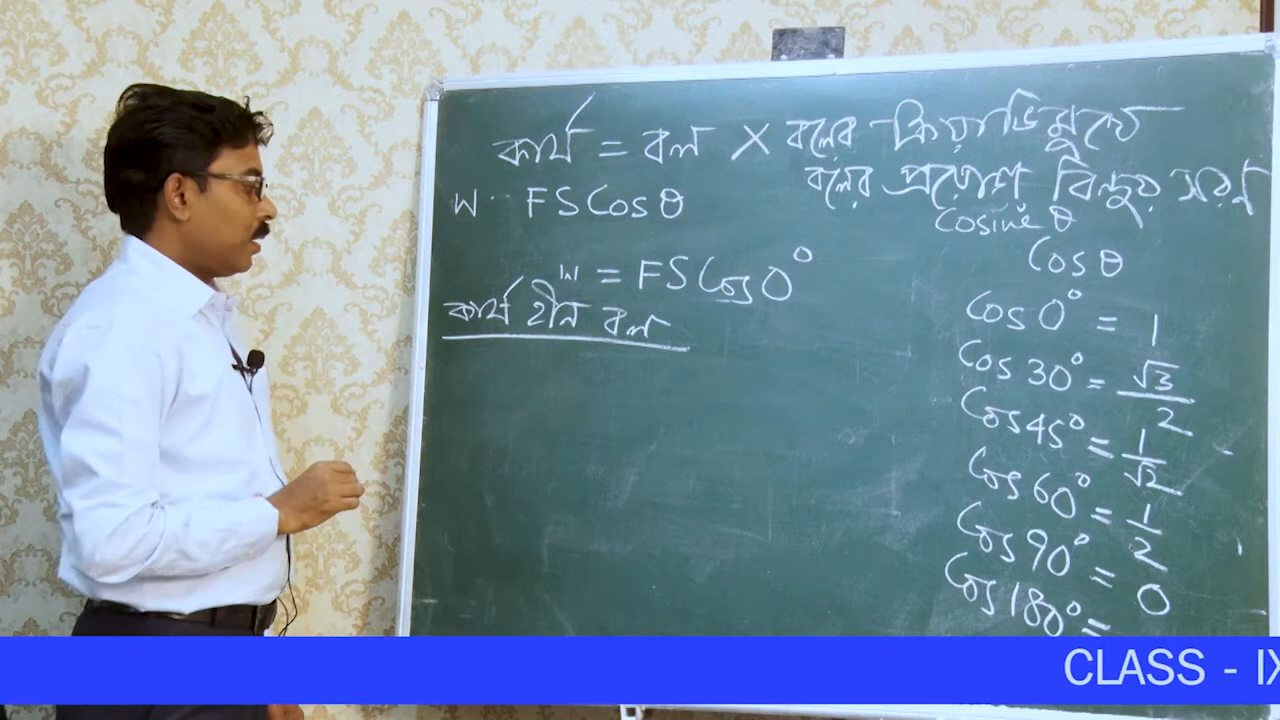 কার্য = বল × বলের ক্রিয়াভিমুখে
বলের প্রয়োগ বিন্দুর সরণ
W = FS Cos θ
Cosine θ
Cos θ
W = FS Cos 0°
কার্য হীন বল
Cos 0° = 1
Cos 30° = √3/2
Cos 45° = 1/√2
Cos 60° = 1/2
Cos 90° = 0
Cos 180° =
CLASS - IX